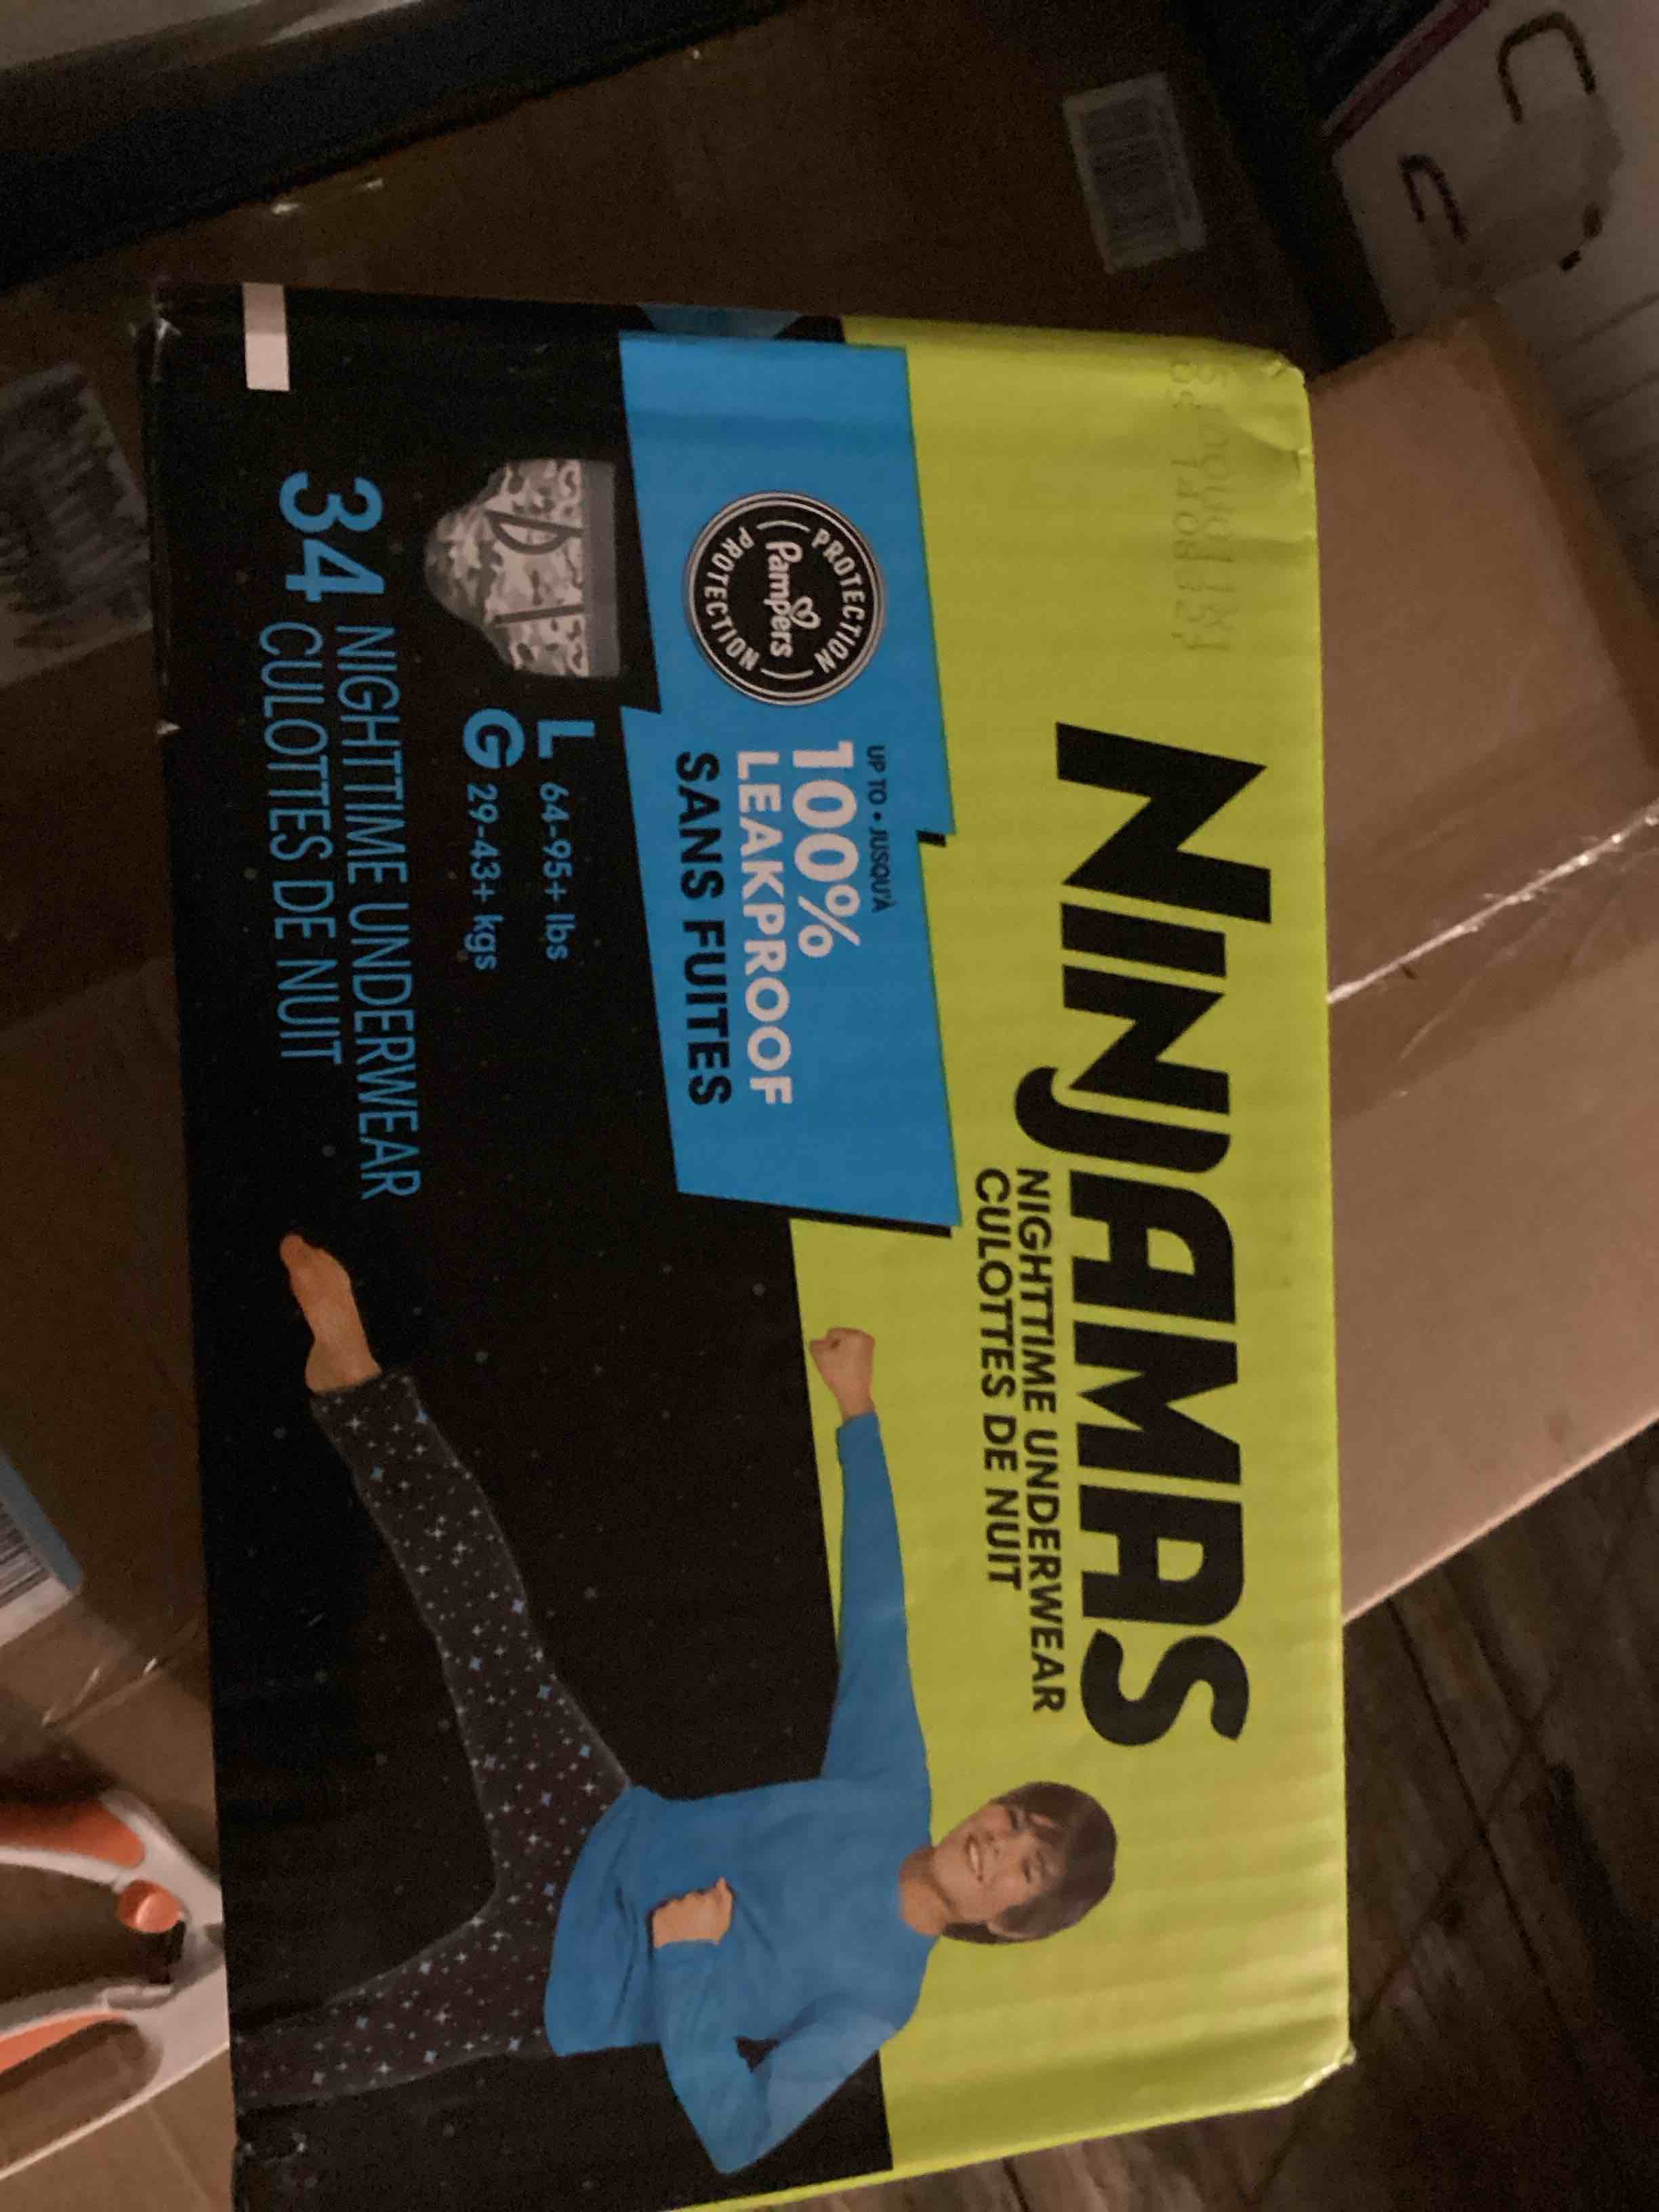 NINJAMAS
NIGHTTIME UNDERWEAR
CULOTTES DE NUIT
PROTECTION
Pampers
PROTECTION
UP TO • JUSQU'À
100%
LEAKPROOF
SANS FUITES
L 64-95+ lbs
G 29-43+ kgs
34 NIGHTTIME UNDERWEAR
CULOTTES DE NUIT